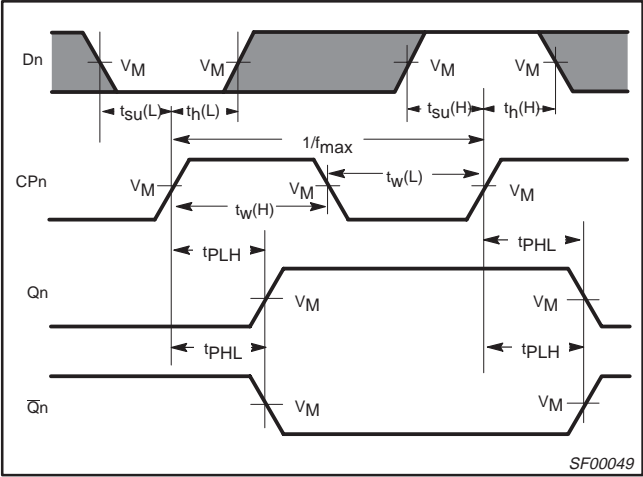 Dn VM VM VM VM
tsu(L) th(L) tsu(H) th(H)
1/fmax
CPn VM VM tw(L) VM
tw(H)
tPLH tPHL
Qn VM VM
tPHL tPLH
Q̅n VM VM
SF00049